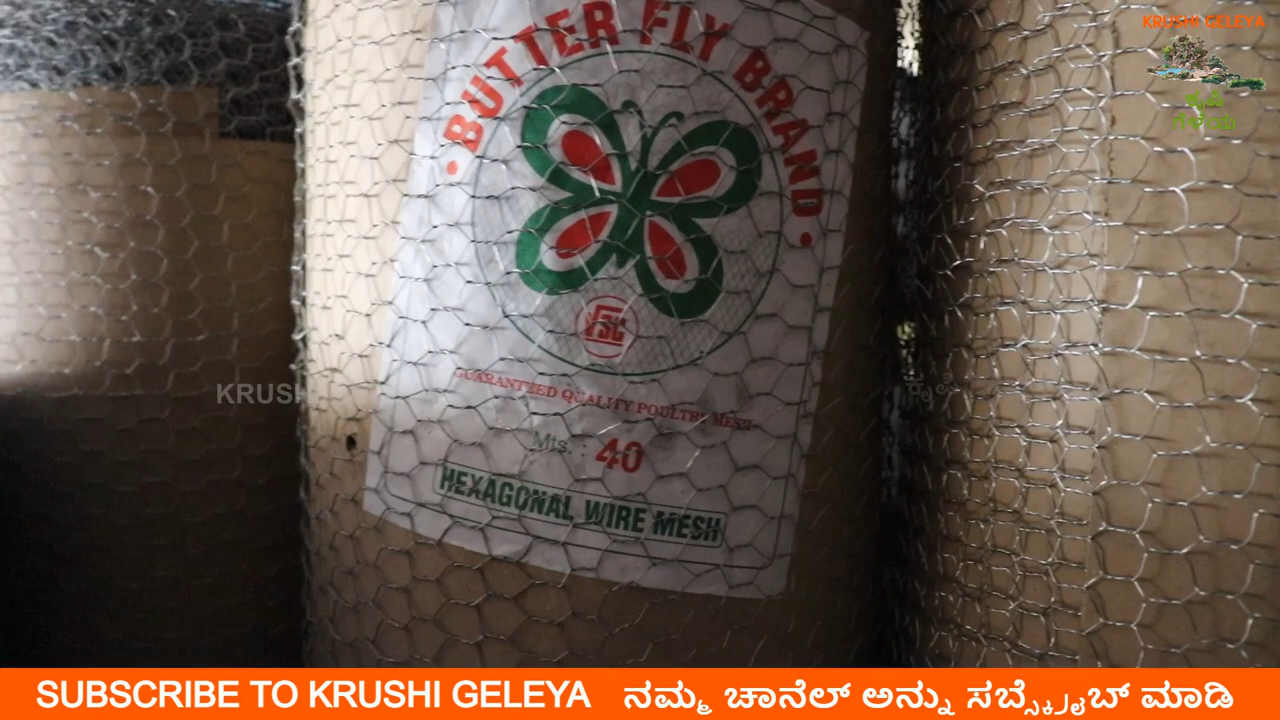 KRUSHI GELEYA
ಕೃಷಿ
ಗೆಳೆಯ
• BUTTER FLY BRAND •
GUARANTEED QUALITY POULTRY MESH
KRUSH
Mts. : 40
HEXAGONAL WIRE MESH
SUBSCRIBE TO KRUSHI GELEYA ನಮ್ಮ ಚಾನೆಲ್ ಅನ್ನು ಸಬ್ಸ್ಕ್ರೈಬ್ ಮಾಡಿ